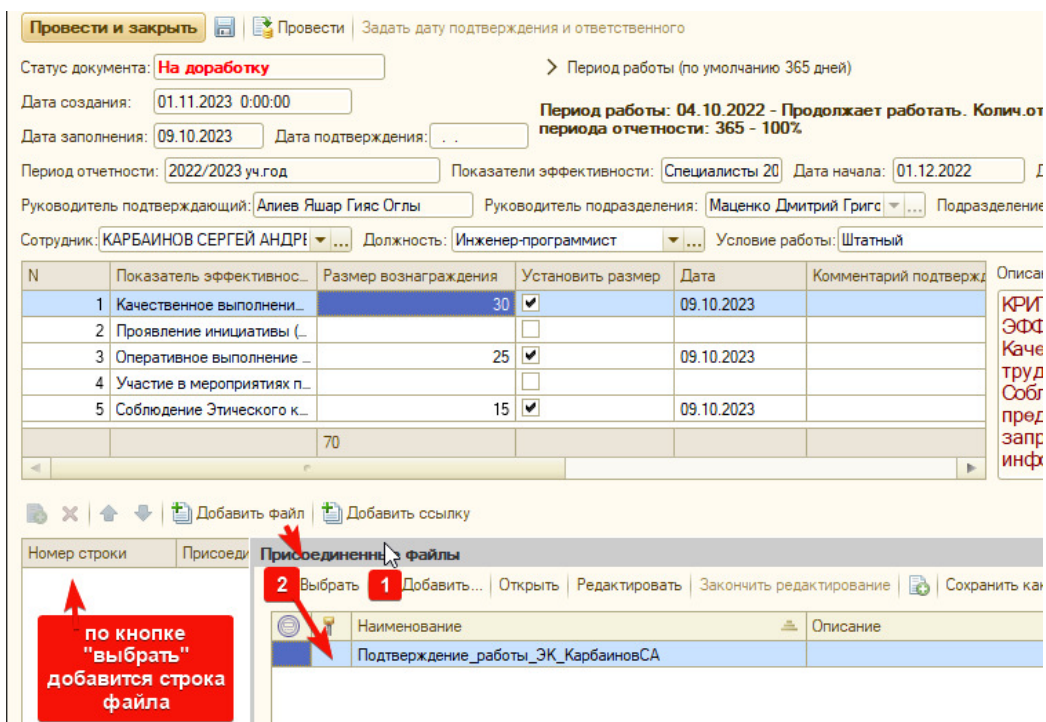 Провести и закрыть Провести Задать дату подтверждения и ответственного
Статус документа: На доработку > Период работы (по умолчанию 365 дней)
Дата создания: 01.11.2023 0:00:00
Период работы: 04.10.2022 - Продолжает работать. Колич.от
Дата заполнения: 09.10.2023 Дата подтверждения: . . периода отчетности: 365 - 100%
Период отчетности: 2022/2023 уч.год Показатели эффективности: Специалисты 20 Дата начала: 01.12.2022 Д
Руководитель подтверждающий: Алиев Яшар Гияс Оглы Руководитель подразделения: Маценко Дмитрий Григо ... Подразделение
Сотрудник: КАРБАИНОВ СЕРГЕЙ АНДРЕ ... Должность: Инженер-программист ... Условие работы: Штатный
N Показатель эффективнос... Размер вознаграждения Установить размер Дата Комментарий подтвержд Описан
1 Качественное выполнени... 30 09.10.2023
2 Проявление инициативы (...
3 Оперативное выполнение ... 25 09.10.2023
4 Участие в мероприятиях п...
5 Соблюдение Этического к... 15 09.10.2023
70
КРИТ
ЭФФ
Каче
труд
Собл
пред
запр
инфо
Добавить файл Добавить ссылку
Номер строки Присоеди Присоединенные файлы
2 Выбрать 1 Добавить... Открыть Редактировать Закончить редактирование Сохранить как
Наименование Описание
Подтверждение_работы_ЭК_КарбаиновСА
по кнопке
"выбрать"
добавится строка
файла